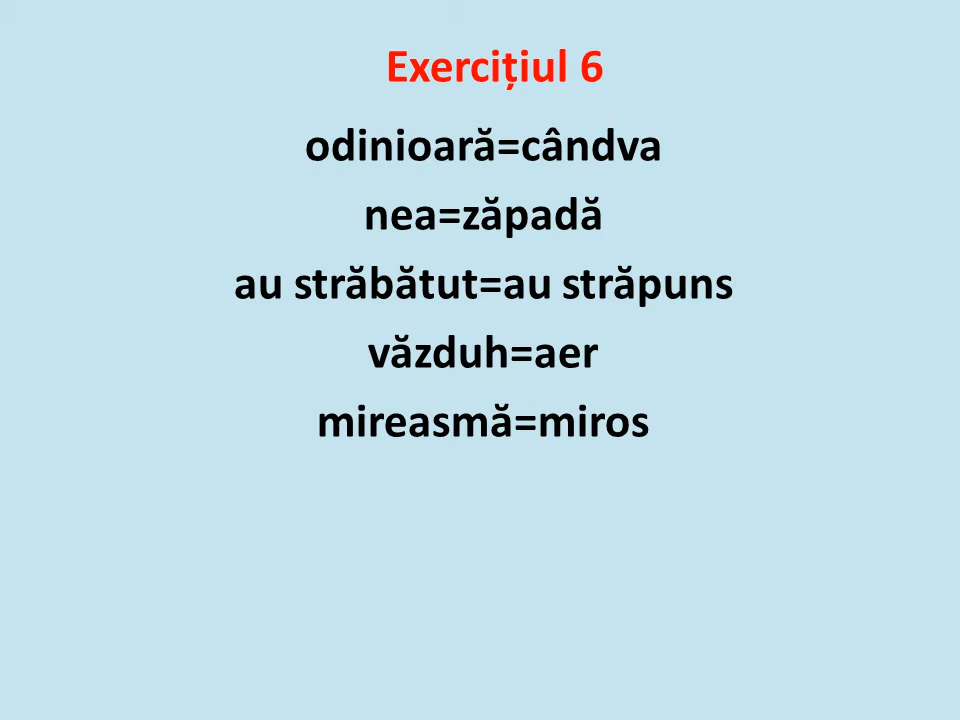 Exercițiul 6
odinioară=cândva
nea=zăpadă
au străbătut=au străpuns
văzduh=aer
mireasmă=miros